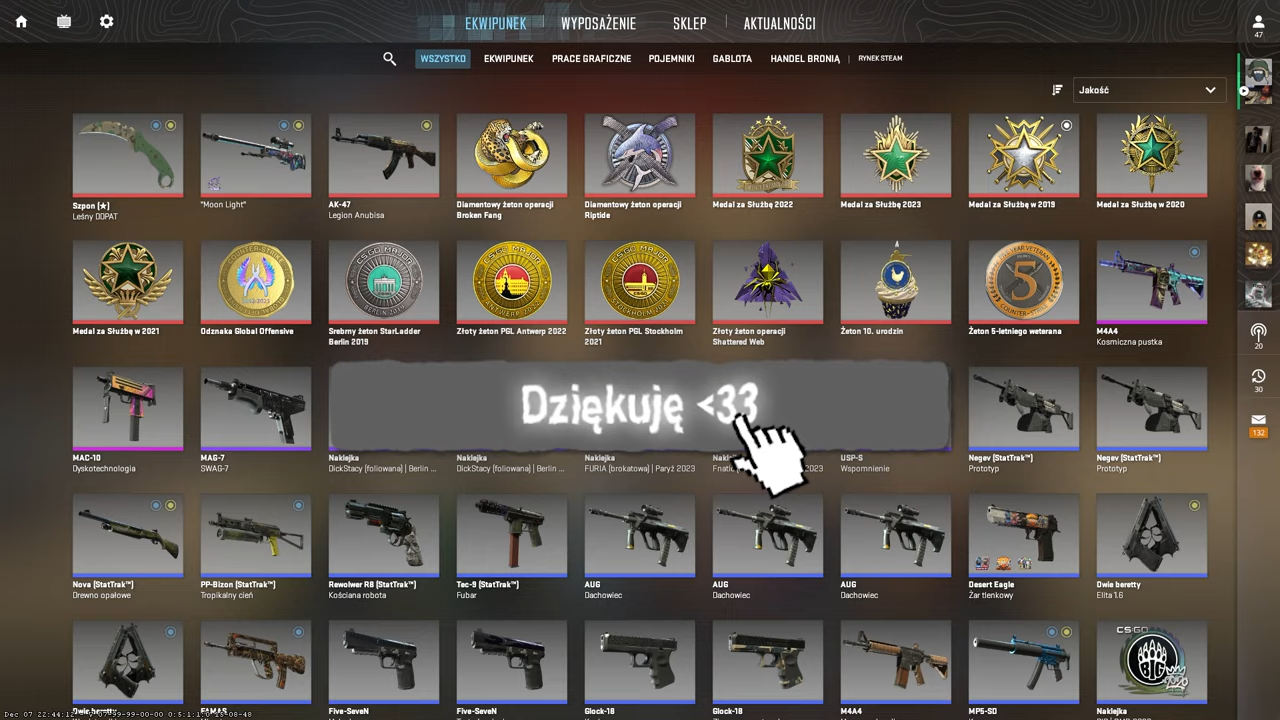 EKWIPUNEK WYPOSAŻENIE SKLEP AKTUALNOŚCI
47
WSZYSTKO EKWIPUNEK PRACE GRAFICZNE POJEMNIKI GABLOTA HANDEL BRONIĄ RYNEK STEAM
Jakość
Szpon (★)
Leśny DDPAT
"Moon Light"
AK-47
Legion Anubisa
Diamentowy żeton operacji
Broken Fang
Diamentowy żeton operacji
Riptide
Medal za Służbę 2022
Medal za Służbę 2023
Medal za Służbę w 2019
Medal za Służbę w 2020
Medal za Służbę w 2021
Odznaka Global Offensive
Srebrny żeton StarLadder
Berlin 2019
Złoty żeton PGL Antwerp 2022
Złoty żeton PGL Stockholm
2021
Złoty żeton operacji
Shattered Web
Żeton 10. urodzin
Żeton 5-letniego weterana
M4A4
Kosmiczna pustka
20
30
132
Dziękuję <33
MAC-10
Dyskotechnologia
MAG-7
SWAG-7
Naklejka
DickStacy (foliowana) | Berlin ...
Naklejka
DickStacy (foliowana) | Berlin ...
Naklejka
FURIA (brokatowa) | Paryż 2023
USP-S
Wspomnienie
Negev (StatTrak™)
Prototyp
Negev (StatTrak™)
Prototyp
Nova (StatTrak™)
Drewno opałowe
PP-Bizon (StatTrak™)
Tropikalny cień
Rewolwer R8 (StatTrak™)
Kościana robota
Tec-9 (StatTrak™)
Fubar
AUG
Dachowiec
AUG
Dachowiec
AUG
Dachowiec
Desert Eagle
Żar tlenkowy
Dwie beretty
Elita 1.6
Dwie beretty
FAMAS
Five-SeveN
Five-SeveN
Glock-18
Glock-18
M4A4
MP5-SD
Naklejka